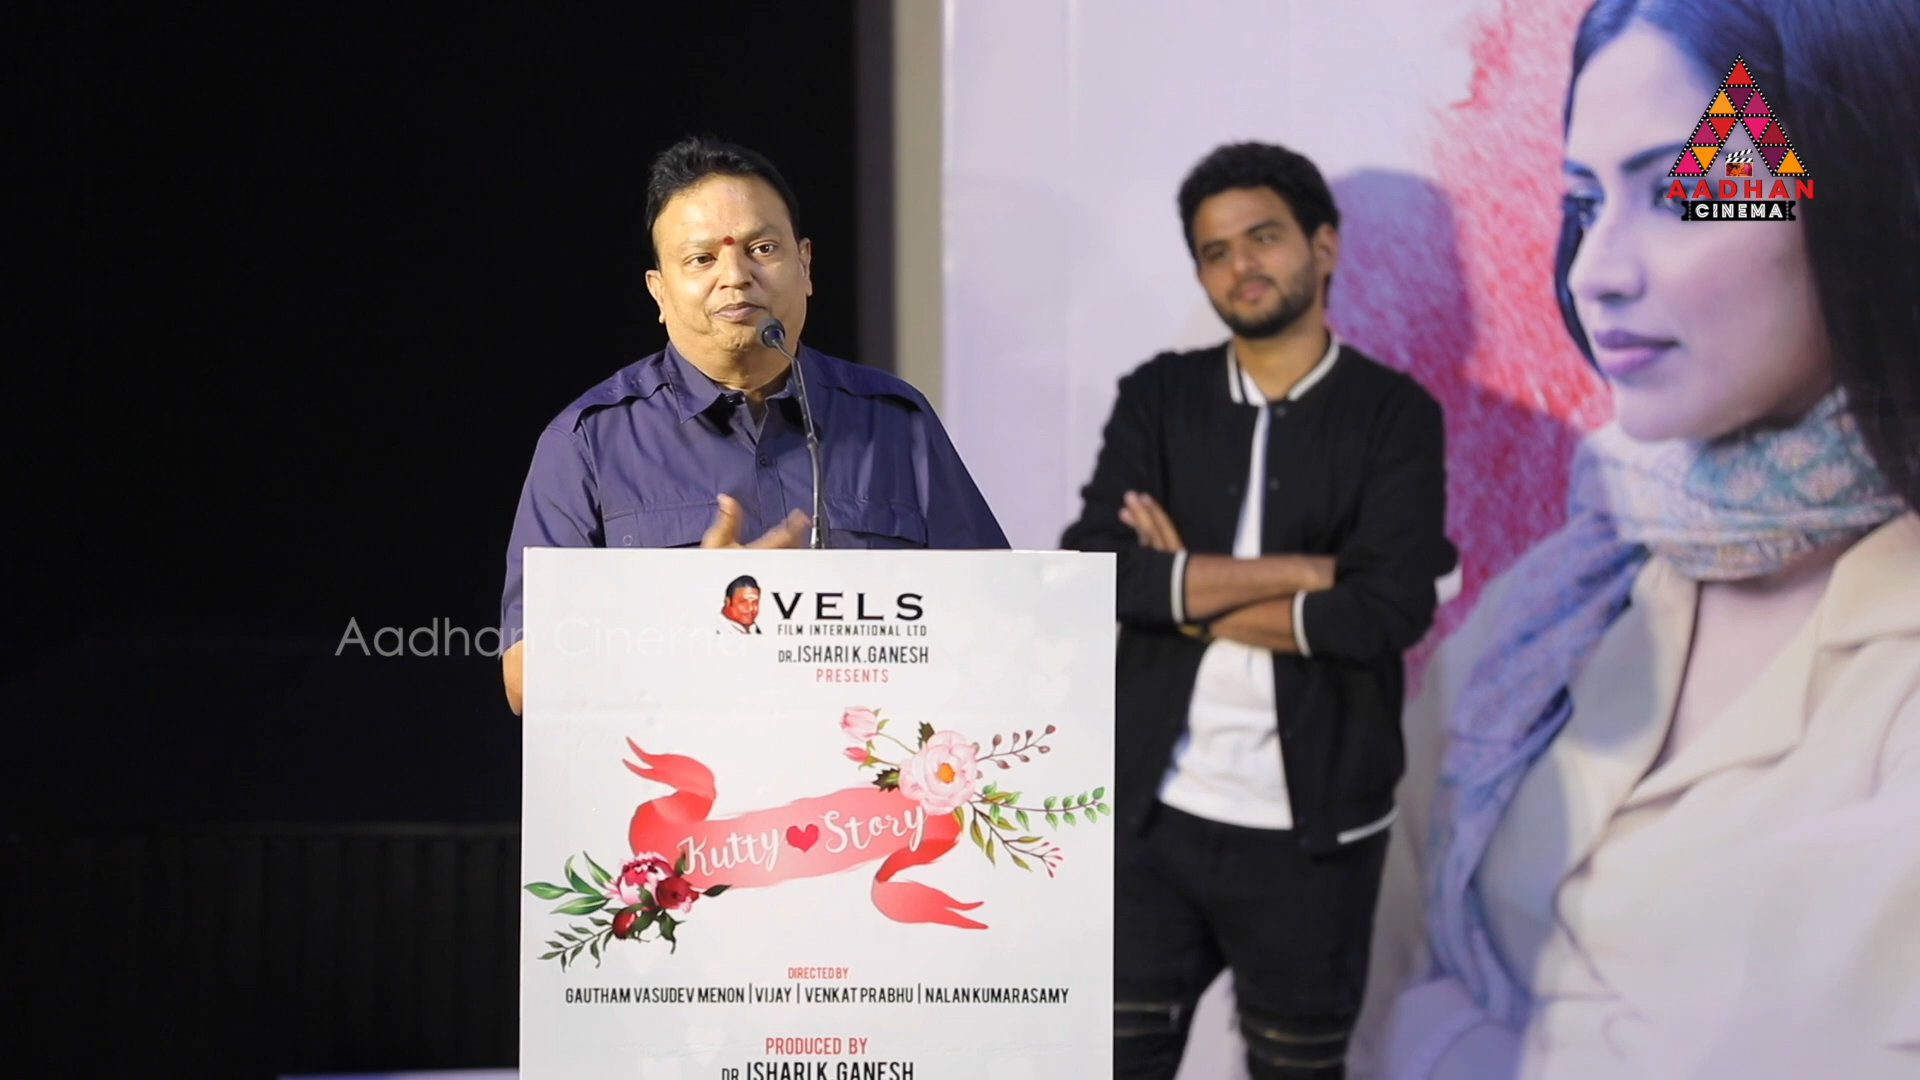 AADHAN
CINEMA
Aadhan Cinema
VELS
FILM INTERNATIONAL LTD
DR.ISHARI K.GANESH
PRESENTS
Kutty Story
DIRECTED BY
GAUTHAM VASUDEV MENON | VIJAY | VENKAT PRABHU | NALAN KUMARASAMY
PRODUCED BY
DR.ISHARI K.GANESH